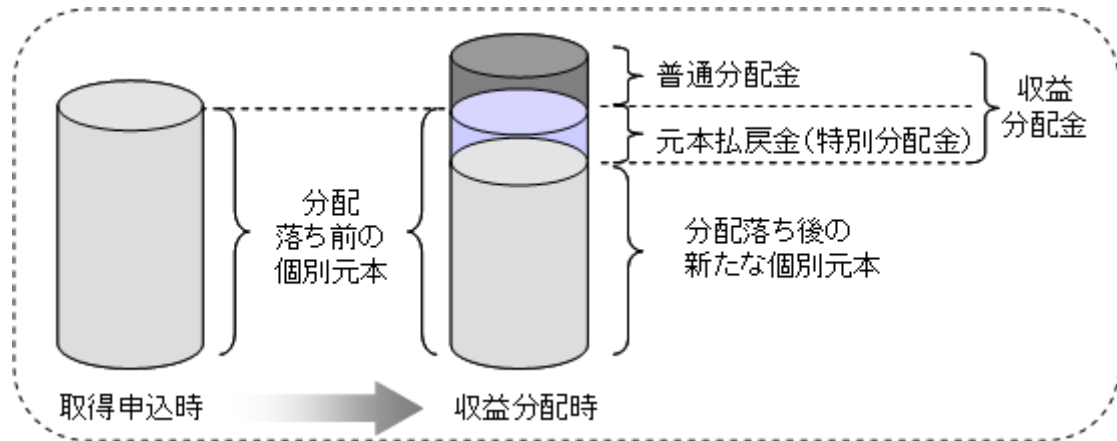 普通分配金
収益
分配金
元本払戻金(特別分配金)
分配
落ち前の
個別元本
分配落ち後の
新たな個別元本
取得申込時
収益分配時